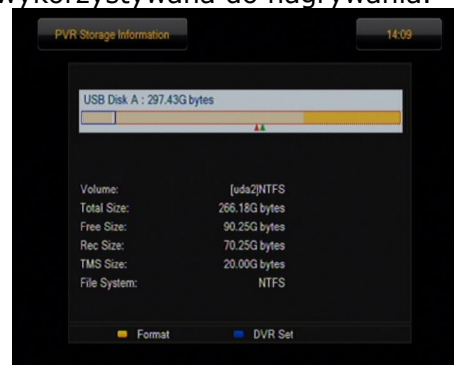 wykorzystywana do nagrywania.
PVR Storage Information 14:09
USB Disk A : 297.43G bytes
Volume: [uda2]NTFS
Total Size: 266.18G bytes
Free Size: 90.25G bytes
Rec Size: 70.25G bytes
TMS Size: 20.00G bytes
File System: NTFS
Format DVR Set